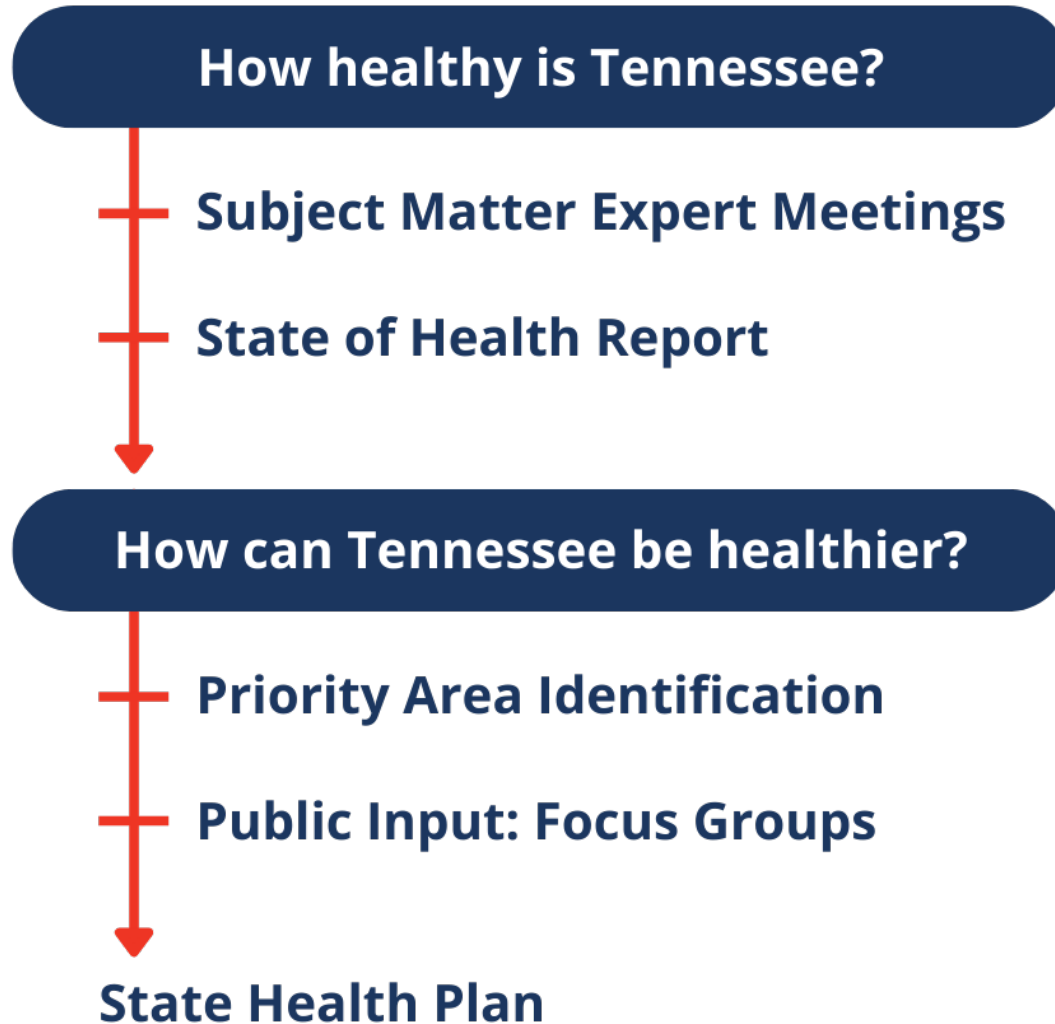 How healthy is Tennessee?
Subject Matter Expert Meetings
State of Health Report
How can Tennessee be healthier?
Priority Area Identification
Public Input: Focus Groups
State Health Plan